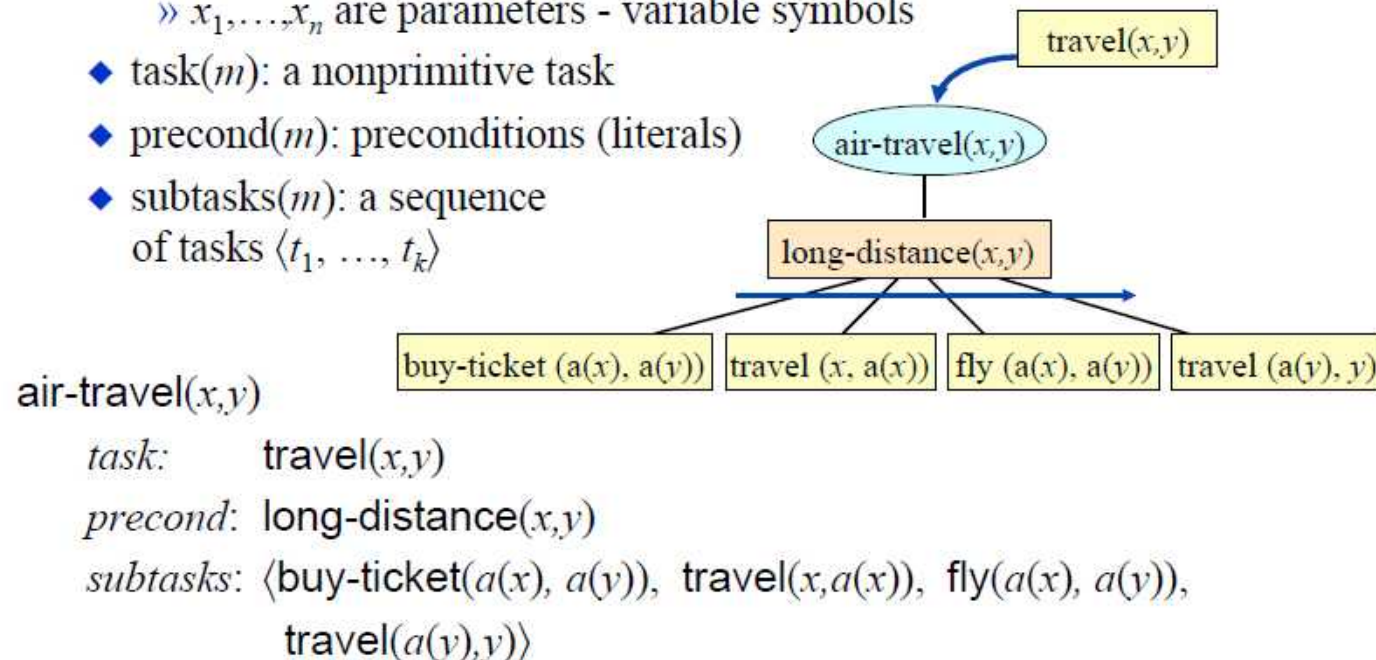 » x₁,…,xₙ are parameters - variable symbols
◆ task(m): a nonprimitive task
◆ precond(m): preconditions (literals)
◆ subtasks(m): a sequence
of tasks ⟨t₁, …, tₖ⟩
travel(x,y)
air-travel(x,y)
long-distance(x,y)
buy-ticket (a(x), a(y))
travel (x, a(x))
fly (a(x), a(y))
travel (a(y), y)
air-travel(x,y)
task: travel(x,y)
precond: long-distance(x,y)
subtasks: ⟨buy-ticket(a(x), a(y)), travel(x,a(x)), fly(a(x), a(y)),
travel(a(y),y)⟩